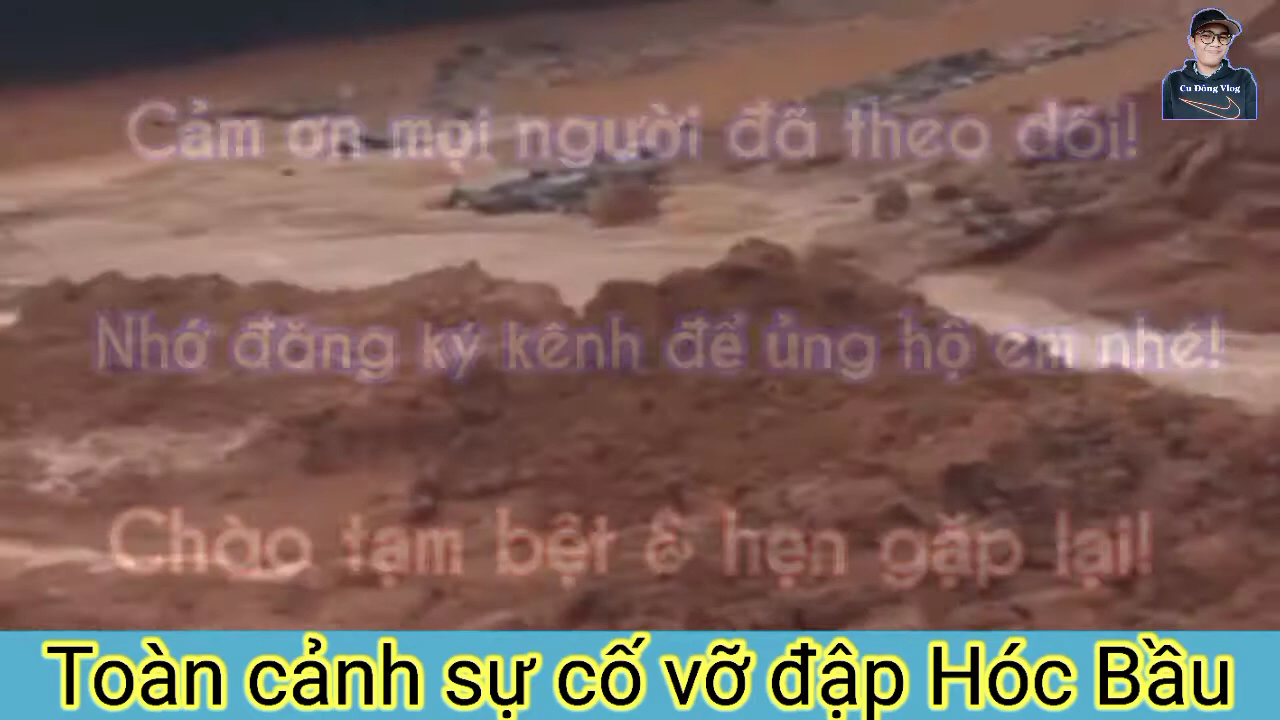 Cu Đông Vlog
Cảm ơn mọi người đã theo dõi!
Nhớ đăng ký kênh để ủng hộ em nhé!
Chào tạm bệt & hẹn gặp lại!
Toàn cảnh sự cố vỡ đập Hóc Bầu